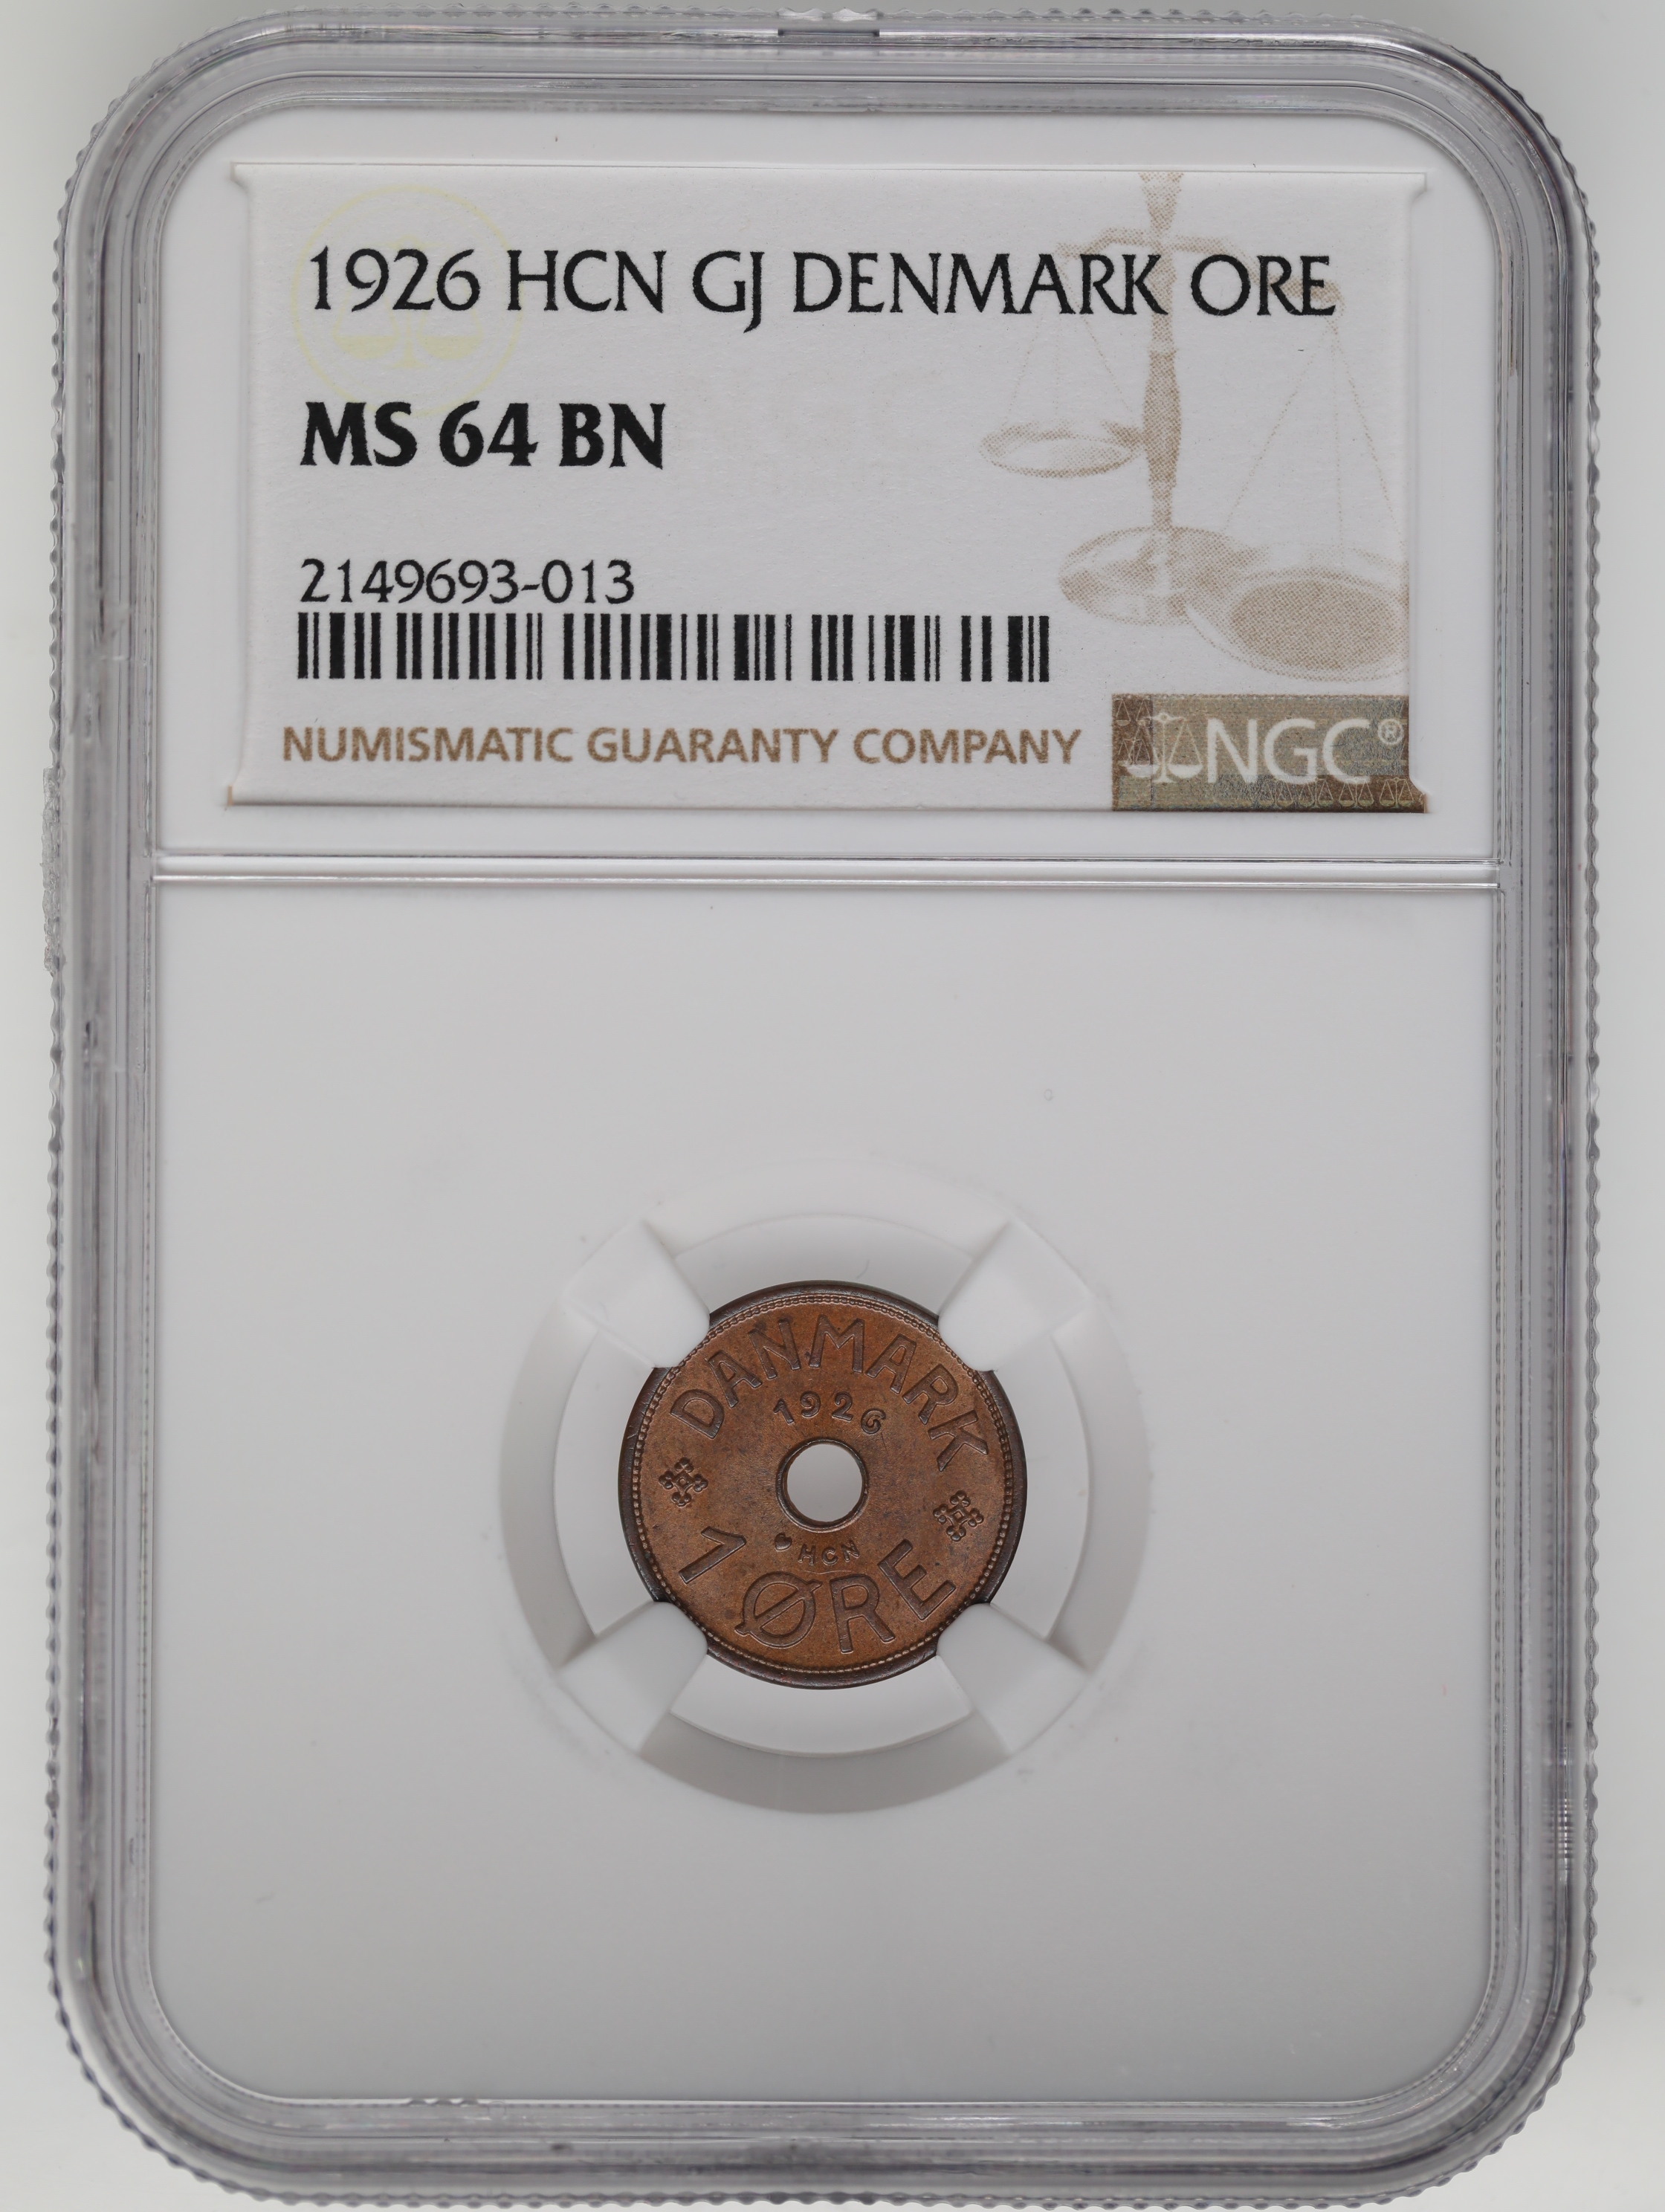 1926 HCN GJ DENMARK ORE
MS 64 BN
2149693-013
NUMISMATIC GUARANTY COMPANY
NGC®
DANMARK
1926
HCN
1 ØRE